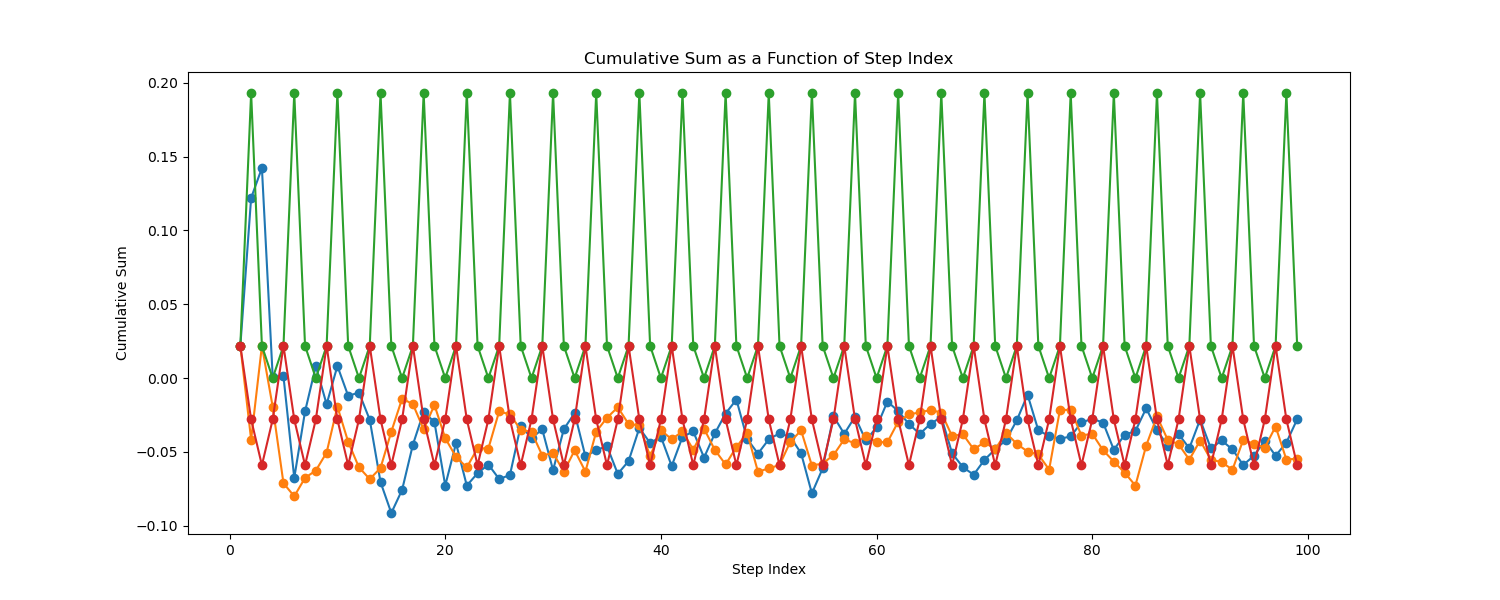 Cumulative Sum as a Function of Step Index
0.20
0.15
0.10
0.05
0.00
−0.05
−0.10
Cumulative Sum
0 20 40 60 80 100
Step Index